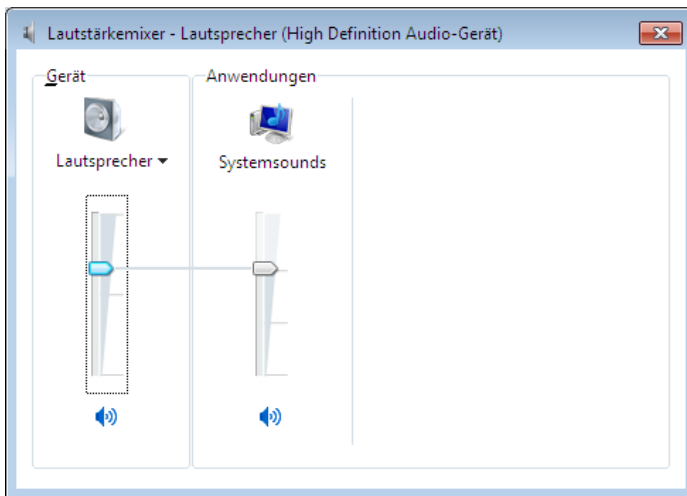 Lautstärkemixer - Lautsprecher (High Definition Audio-Gerät)
Gerät
Anwendungen
Lautsprecher
Systemsounds